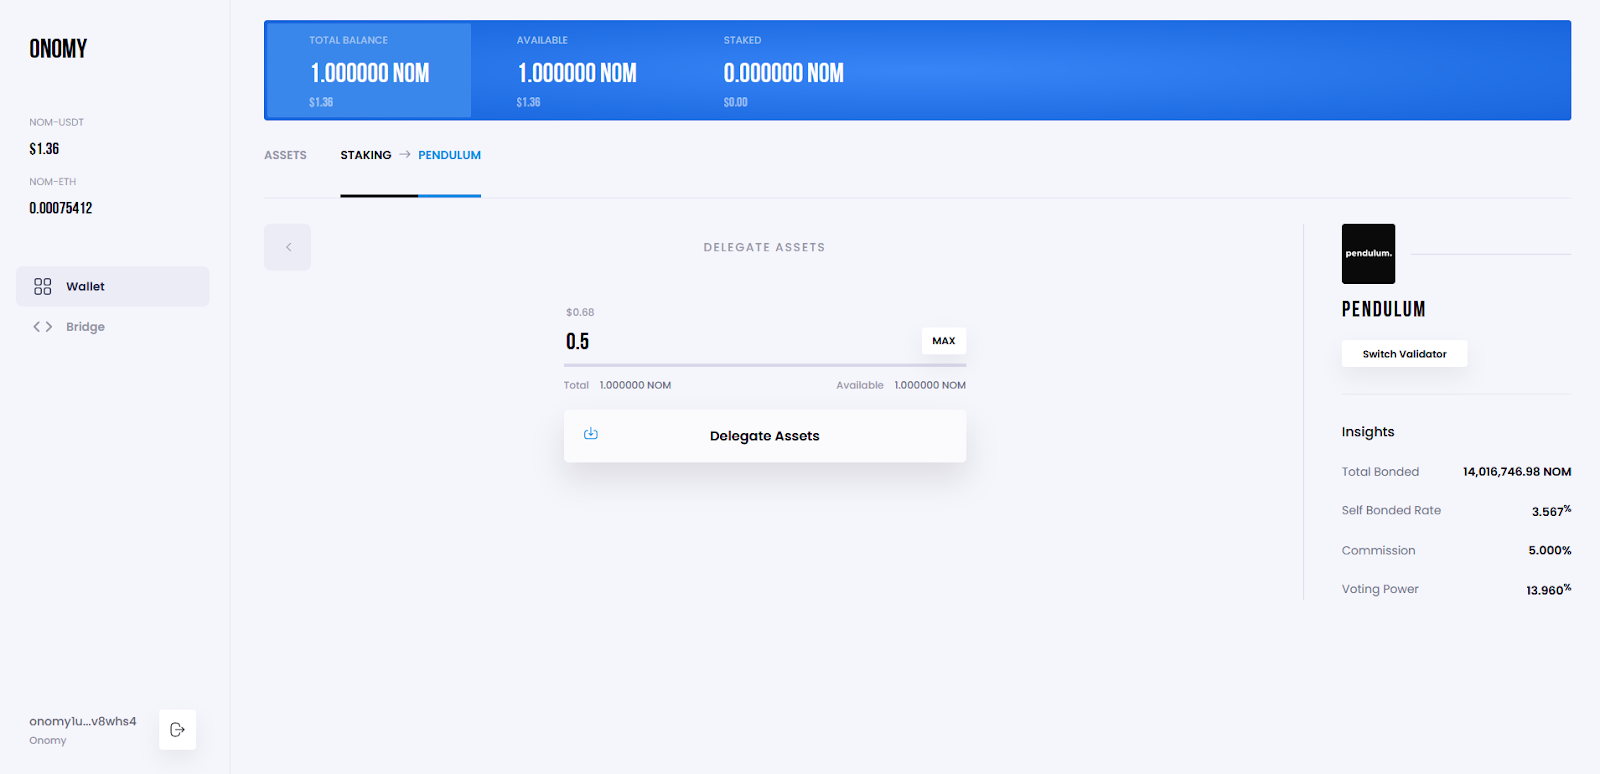 ONOMY
NOM-USDT
$1.36
NOM-ETH
0.00075412
Wallet
Bridge
onomy1u...v8whs4
Onomy
TOTAL BALANCE
1.000000 NOM
$1.36
AVAILABLE
1.000000 NOM
$1.36
STAKED
0.000000 NOM
$0.00
ASSETS STAKING → PENDULUM
DELEGATE ASSETS
$0.68
0.5 MAX
Total 1.000000 NOM Available 1.000000 NOM
Delegate Assets
pendulum.
PENDULUM
Switch Validator
Insights
Total Bonded 14,016,746.98 NOM
Self Bonded Rate 3.567%
Commission 5.000%
Voting Power 13.960%